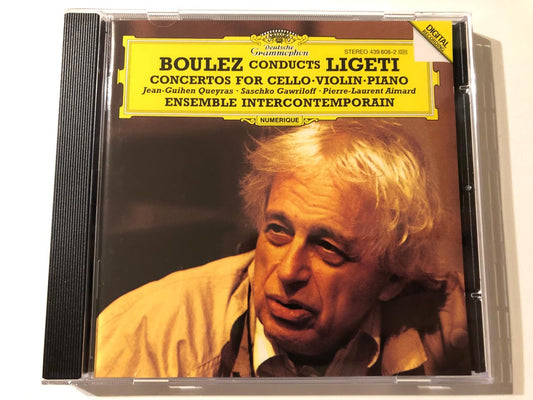 Deutsche
Grammophon
STEREO 439 808-2
DIGITAL
RECORDING
BOULEZ CONDUCTS LIGETI
CONCERTOS FOR CELLO·VIOLIN·PIANO
Jean-Guihen Queyras · Saschko Gawriloff · Pierre-Laurent Aimard
ENSEMBLE INTERCONTEMPORAIN
NUMERIQUE